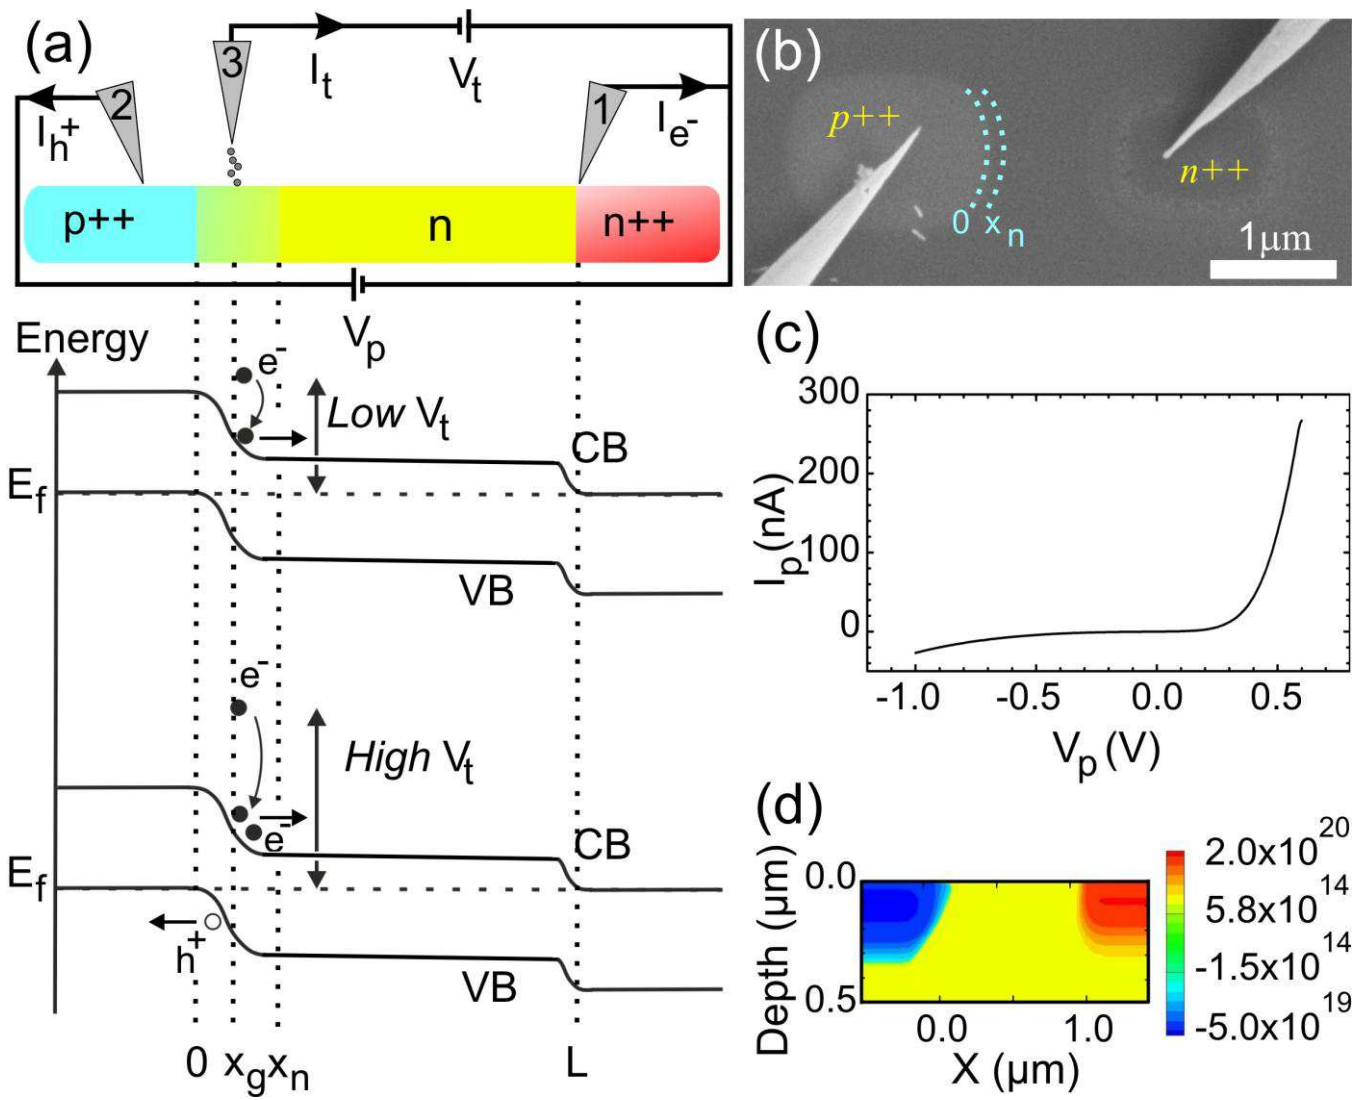 (a)
3
I_t
V_t
2
1
I_h+
I_e-
p++
n
n++
V_p
Energy
e-
Low V_t
CB
E_f
VB
e-
High V_t
e-
CB
E_f
h+
VB
0 x_g x_n L
(b)
p++
n++
0 x_n
1µm
(c)
300
200
100
0
I_p (nA)
-1.0 -0.5 0.0 0.5
V_p (V)
(d)
0.0
0.5
Depth (µm)
0.0 1.0
X (µm)
2.0x10^20
5.8x10^14
-1.5x10^14
-5.0x10^19